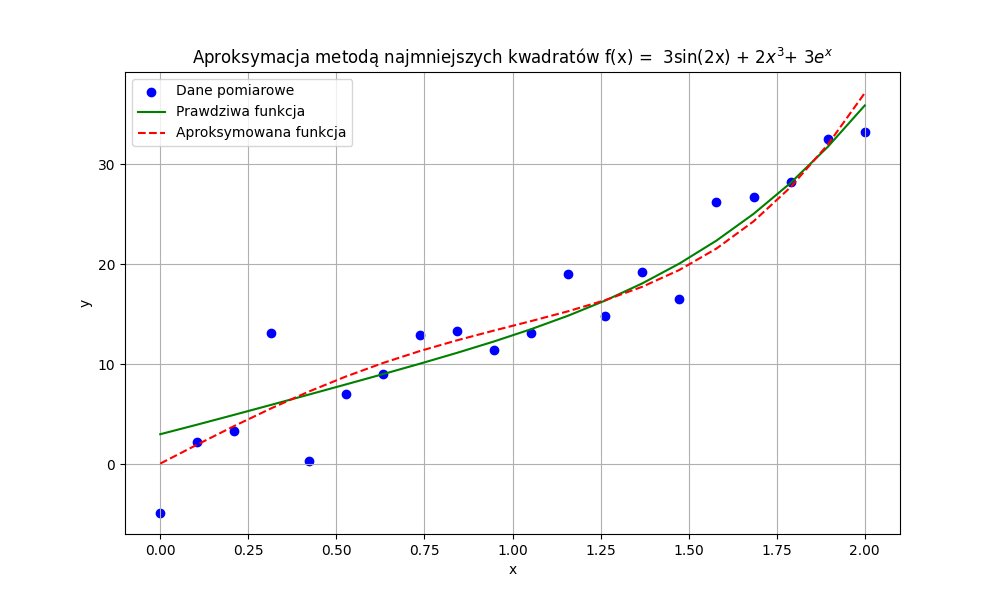 Aproksymacja metodą najmniejszych kwadratów f(x) = 3sin(2x) + 2x³+ 3eˣ
Dane pomiarowe
Prawdziwa funkcja
Aproksymowana funkcja
30
20
10
0
y
0.00 0.25 0.50 0.75 1.00 1.25 1.50 1.75 2.00
x